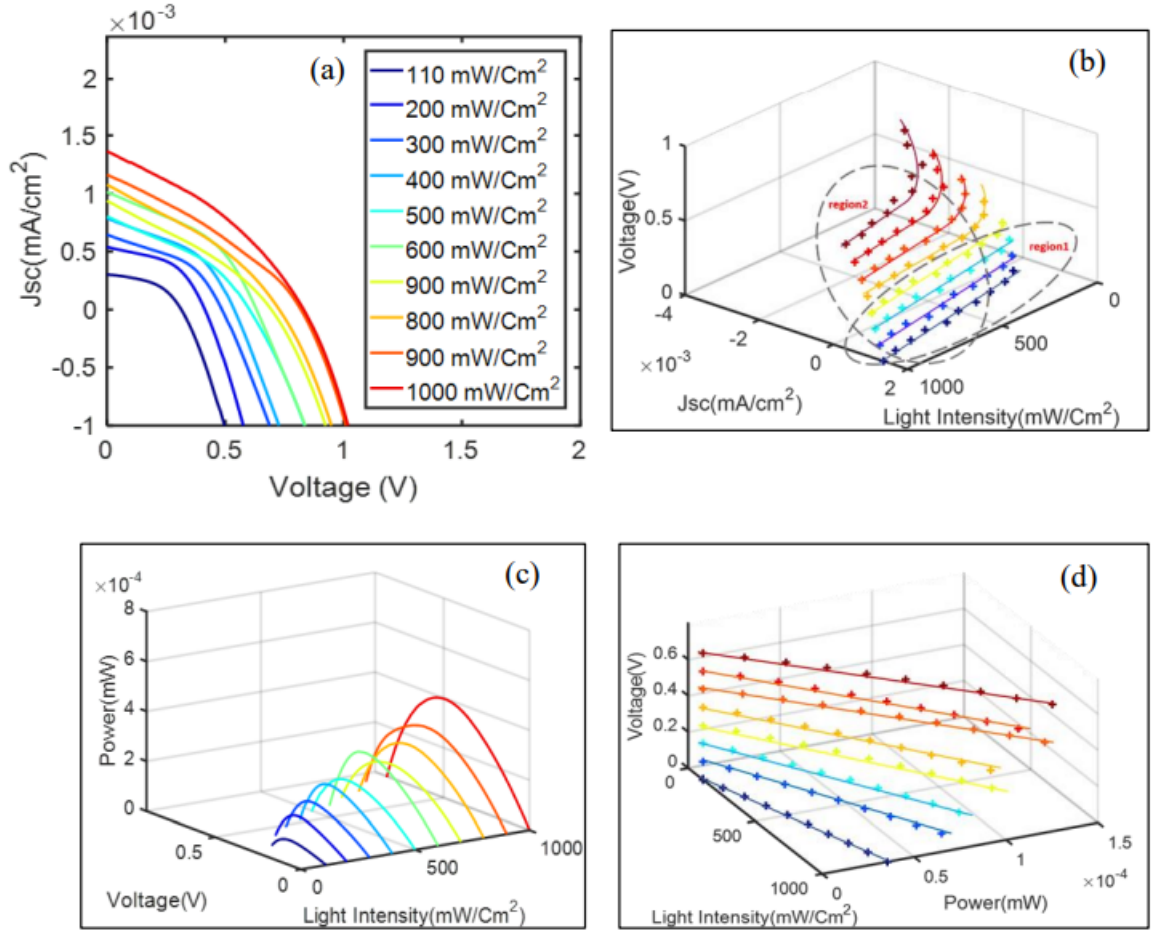 ×10⁻³
(a)
2
1.5
1
0.5
0
-0.5
-1
Jsc(mA/cm²)
0
0.5
1
1.5
2
Voltage (V)
110 mW/Cm²
200 mW/Cm²
300 mW/Cm²
400 mW/Cm²
500 mW/Cm²
600 mW/Cm²
900 mW/Cm²
800 mW/Cm²
900 mW/Cm²
1000 mW/Cm²
(b)
1
0.5
0
Voltage(V)
region2
region1
-4
-2
0
2
×10⁻³
Jsc(mA/cm²)
0
500
1000
Light Intensity(mW/Cm²)
(c)
×10⁻⁴
8
6
4
2
0
Power(mW)
0.5
0
Voltage(V)
0
500
1000
Light Intensity(mW/Cm²)
(d)
0.6
0.4
0.2
0
Voltage(V)
0
500
1000
Light Intensity(mW/Cm²)
0
0.5
1
1.5
×10⁻⁴
Power(mW)